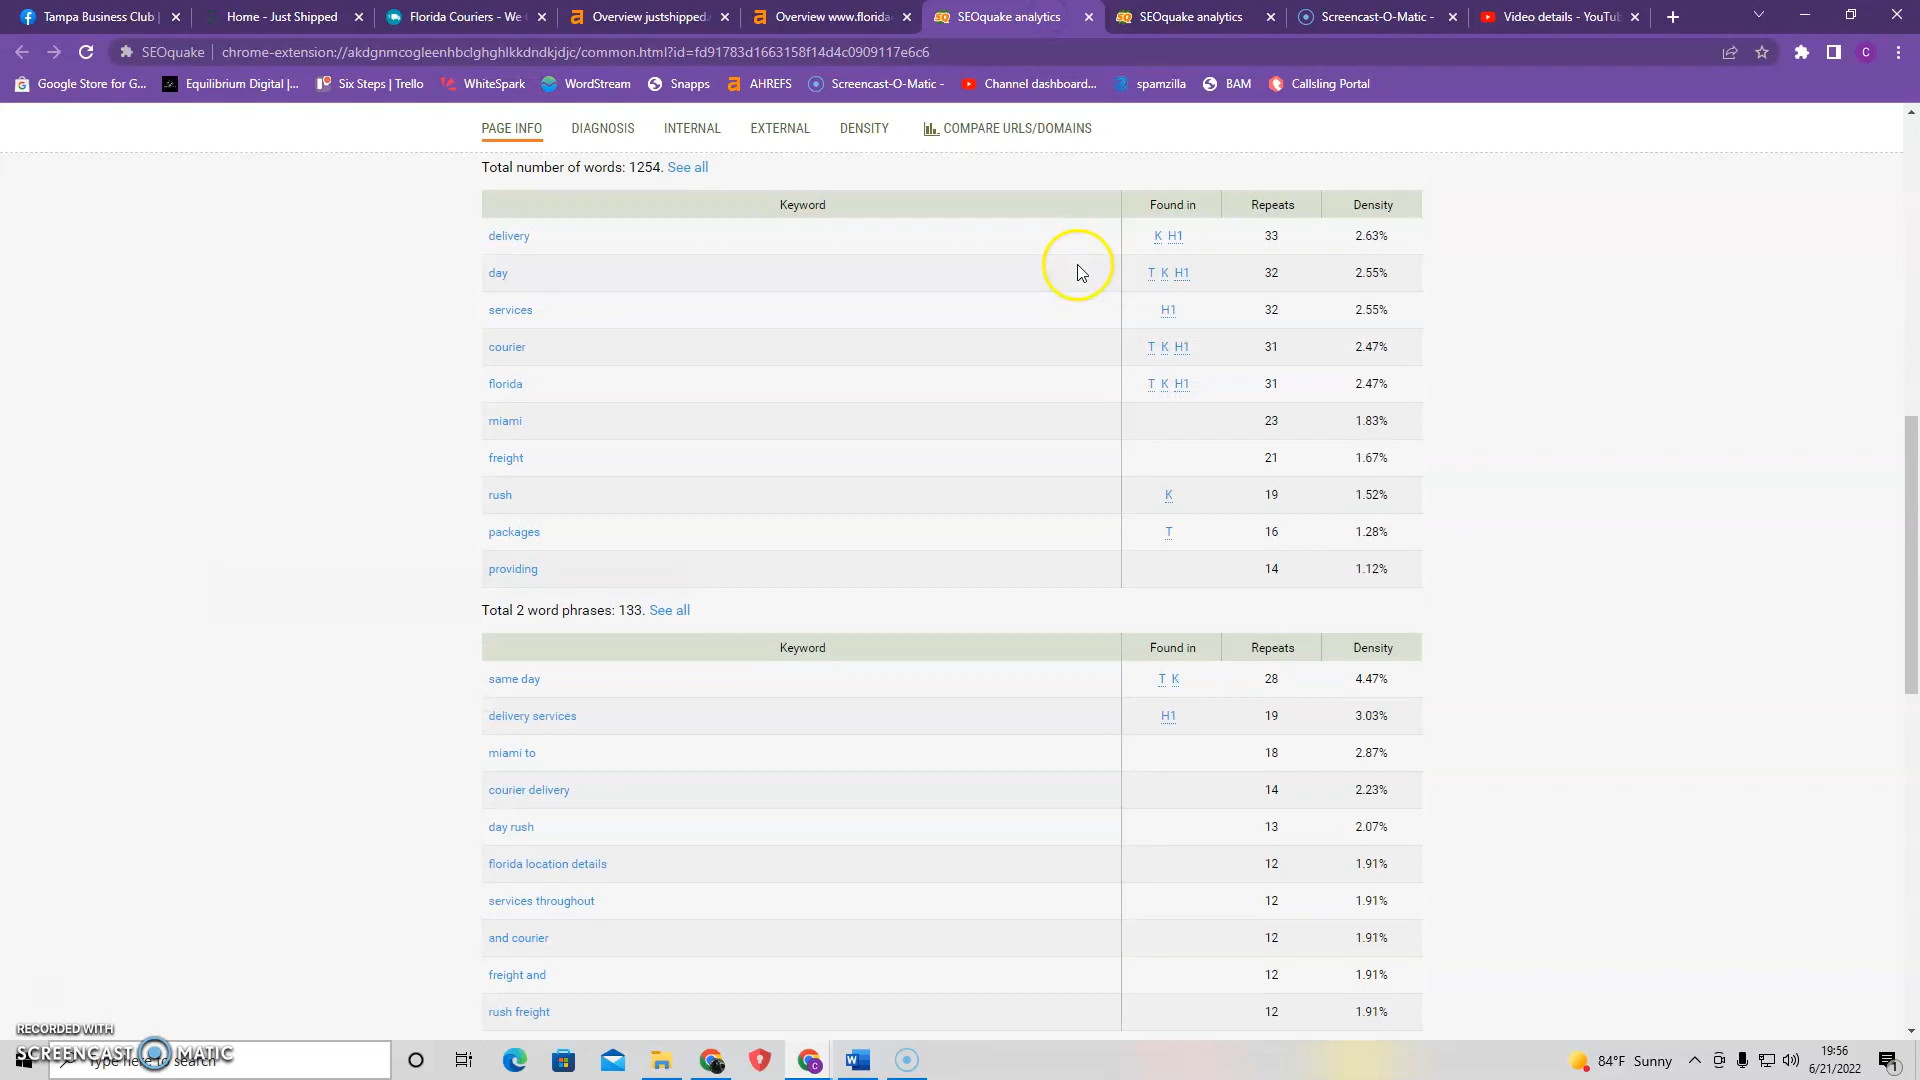 Tampa Business Club | Home - Just Shipped Florida Couriers - We Overview justshipped. Overview www.florida SEOquake analytics SEOquake analytics Screencast-O-Matic - Video details - YouTub
SEOquake chrome-extension://akdgnmcogleenhbclghghlkkdndkjdjc/common.html?id=fd91783d1663158f14d4c0909117e6c6
Google Store for G... Equilibrium Digital |... Six Steps | Trello WhiteSpark WordStream Snapps AHREFS Screencast-O-Matic - Channel dashboard... spamzilla BAM Callsling Portal
PAGE INFO DIAGNOSIS INTERNAL EXTERNAL DENSITY COMPARE URLS/DOMAINS
Total number of words: 1254. See all
Keyword Found in Repeats Density
delivery K H1 33 2.63%
day T K H1 32 2.55%
services H1 32 2.55%
courier T K H1 31 2.47%
florida T K H1 31 2.47%
miami 23 1.83%
freight 21 1.67%
rush K 19 1.52%
packages T 16 1.28%
providing 14 1.12%
Total 2 word phrases: 133. See all
Keyword Found in Repeats Density
same day T K 28 4.47%
delivery services H1 19 3.03%
miami to 18 2.87%
courier delivery 14 2.23%
day rush 13 2.07%
florida location details 12 1.91%
services throughout 12 1.91%
and courier 12 1.91%
freight and 12 1.91%
rush freight 12 1.91%
RECORDED WITH
SCREENCAST MATIC
Type here to search
84°F Sunny
19:56
6/21/2022
1